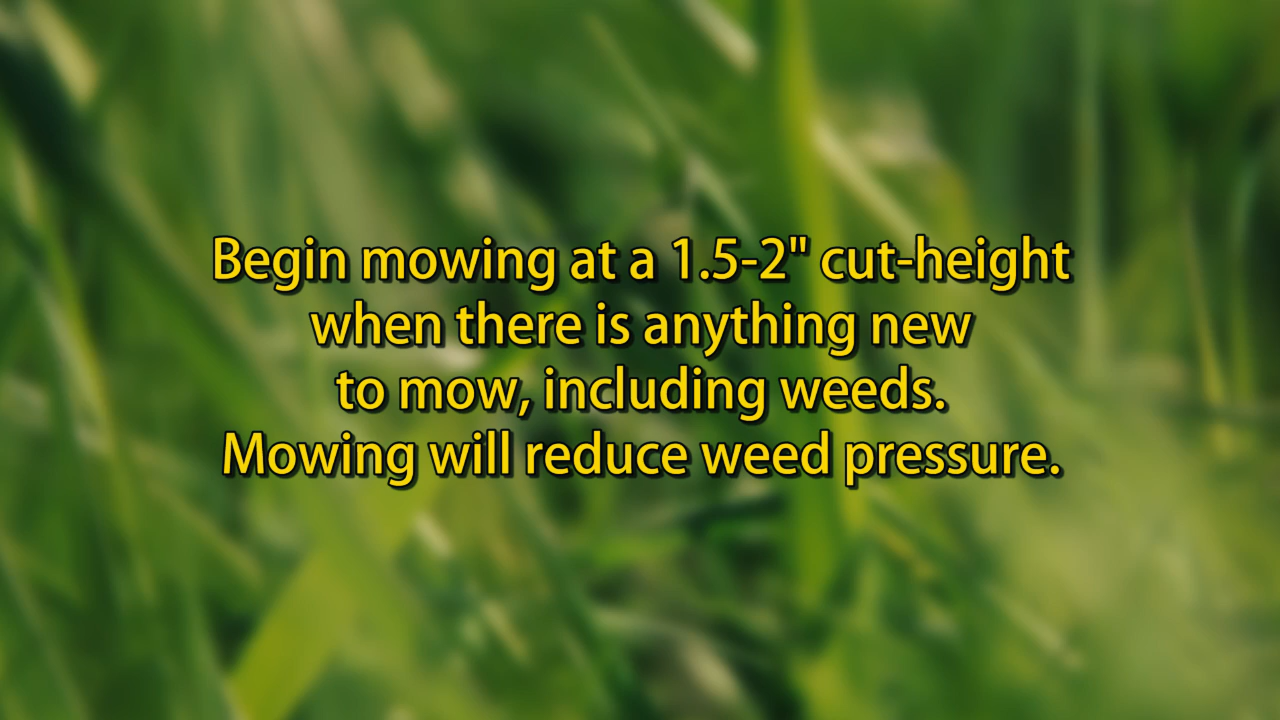 Begin mowing at a 1.5-2" cut-height
when there is anything new
to mow, including weeds.
Mowing will reduce weed pressure.